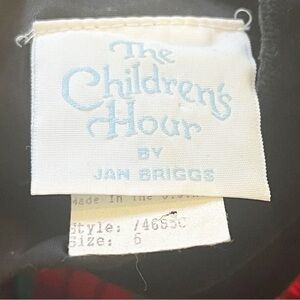 The
Children's
Hour
BY
JAN BRIGGS
Made In The U.S.A.
Style:
Size: 6